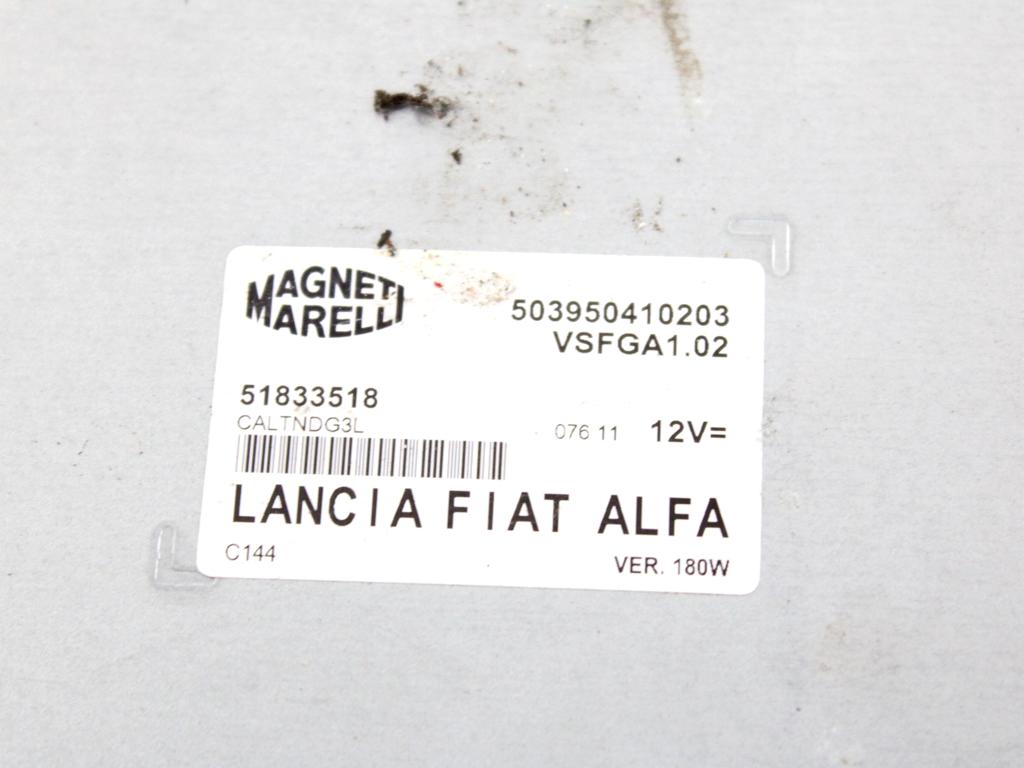 MAGNETI
MARELLI
503950410203
VSFGA1.02
51833518
CALTNDG3L
076 11 12V=
LANCIA FIAT ALFA
C144 VER. 180W